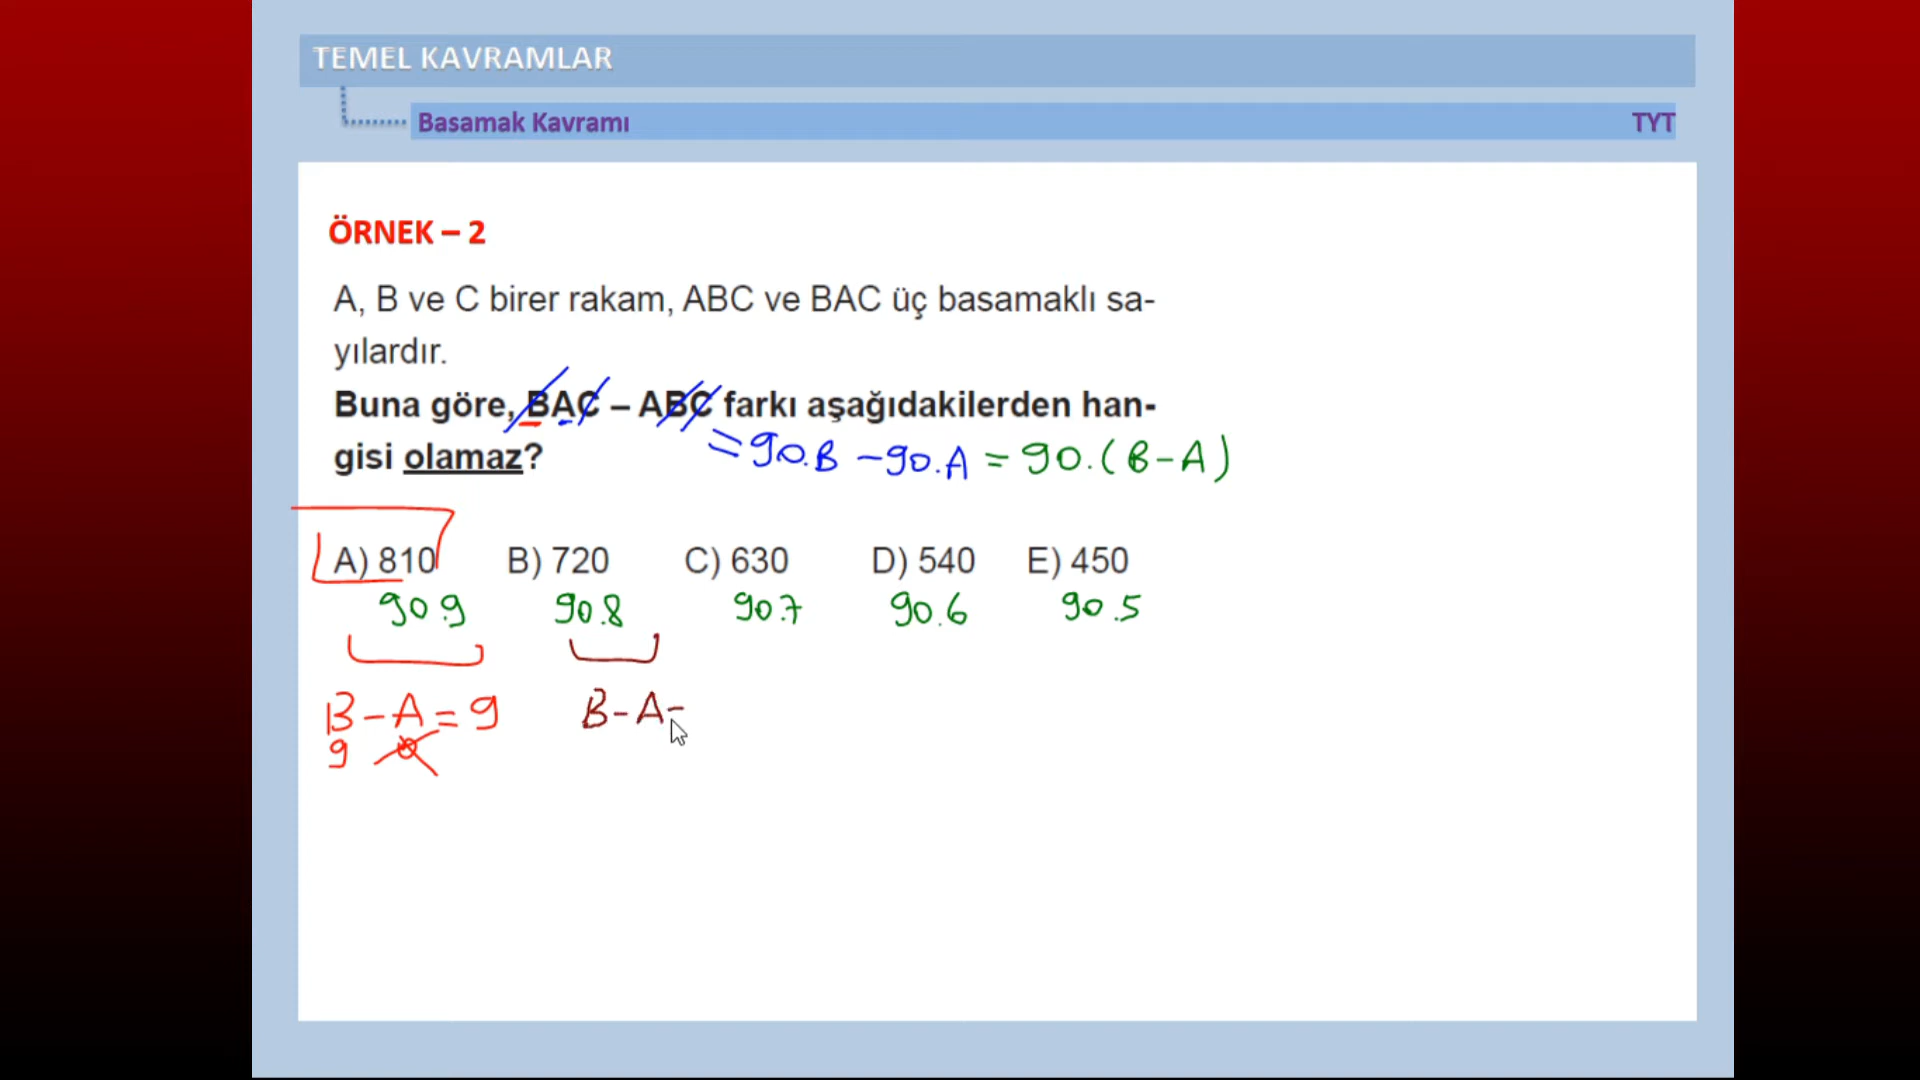 TEMEL KAVRAMLAR
Basamak Kavramı TYT
ÖRNEK – 2
A, B ve C birer rakam, ABC ve BAC üç basamaklı sa-
yılardır.
Buna göre, BAC – ABC farkı aşağıdakilerden han-
gisi olamaz?
= 90.B - 90.A = 90.(B-A)
A) 810 B) 720 C) 630 D) 540 E) 450
90.9 90.8 90.7 90.6 90.5
B-A=9 B-A-
9 0